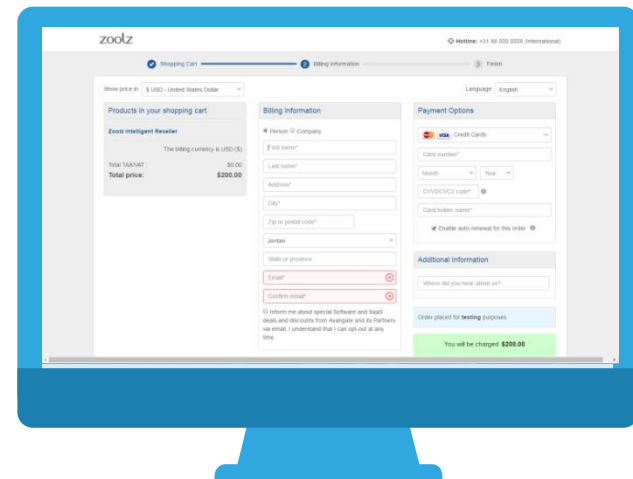 zoolz
Hotline: +31 88 000 0008 (International)
Shopping Cart
2 Billing Information
3 Finish
Show price in $ USD - United States Dollar
Language English
Products in your shopping cart
Zoolz Intelligent Reseller
The billing currency is USD ($)
Total TAX/VAT : $0.00
Total price: $200.00
Billing Information
Person Company
First name*
Last name*
Address*
City*
Zip or postal code*
Jordan
State or province
Email*
Confirm email*
Inform me about special Software and SaaS
deals and discounts from Avangate and its Partners
via email. I understand that I can opt-out at any
time.
Payment Options
VISA Credit Cards
Card number*
Month Year
CVV2/CVC2 code*
Card holder name*
Enable auto-renewal for this order
Additional Information
Where did you hear about us?
Order placed for testing purposes
You will be charged $200.00